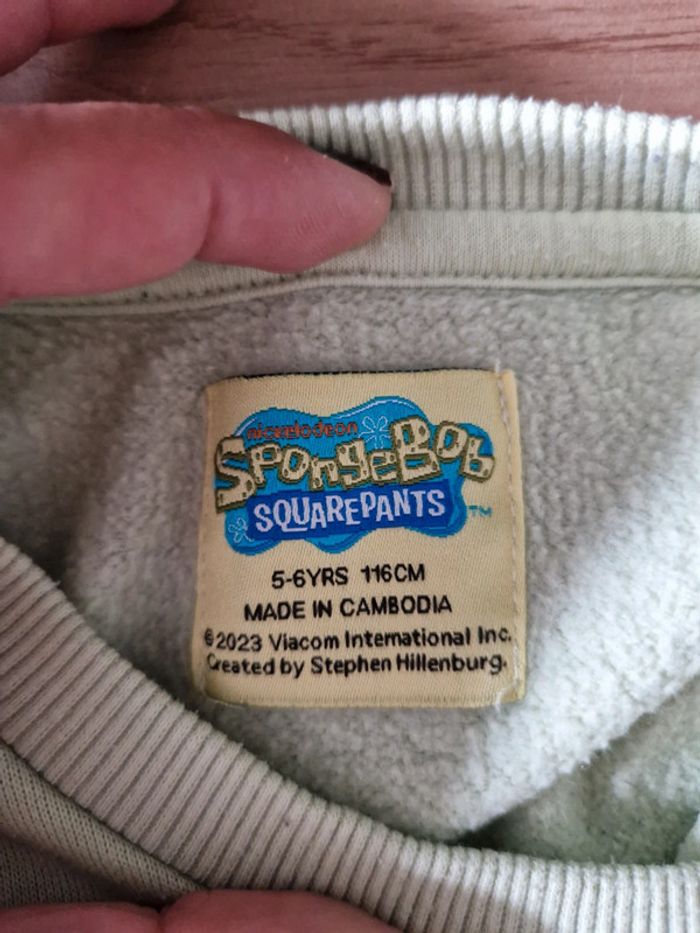 nickelodeon
SPongeBob
SQUAREPANTS TM
5-6YRS 116CM
MADE IN CAMBODIA
©2023 Viacom International Inc.
Created by Stephen Hillenburg.